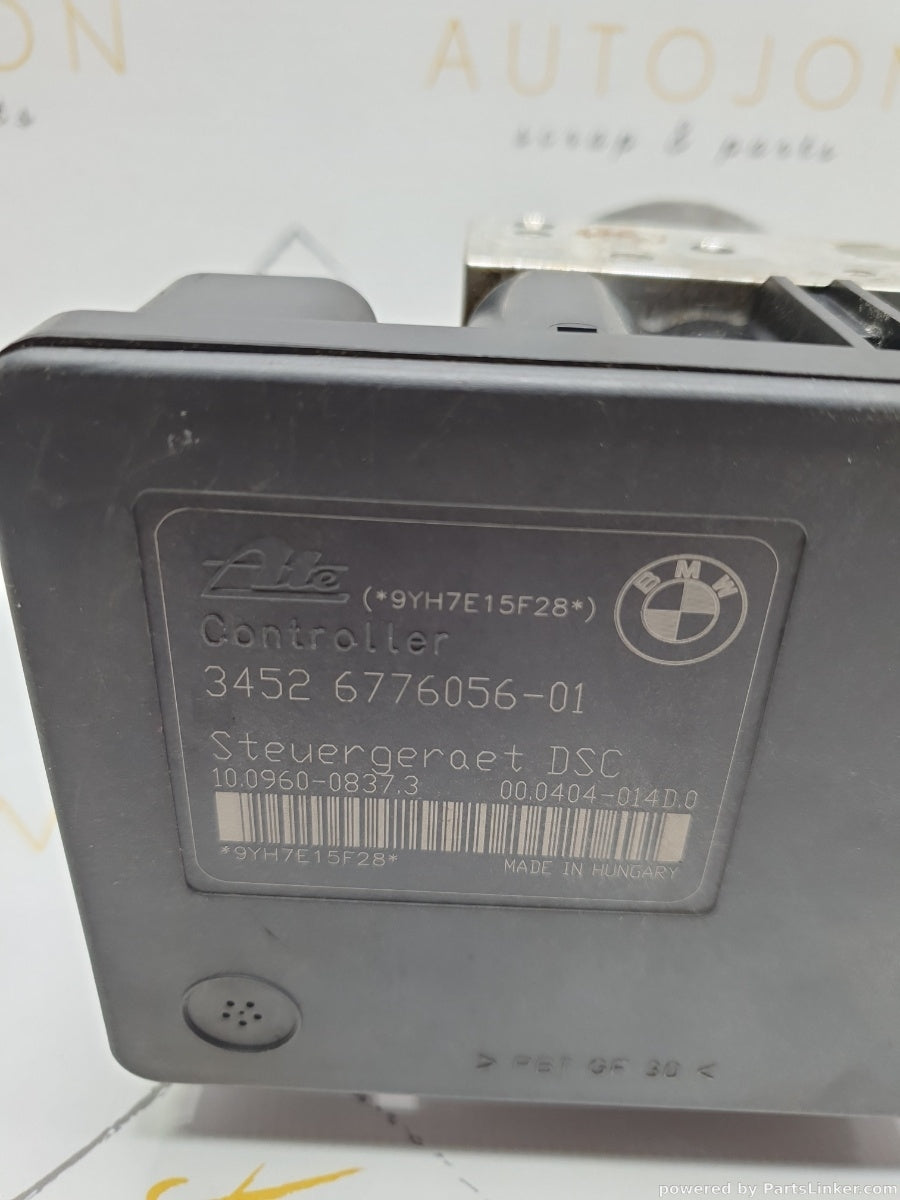 AUTOJON
scrap & parts
Ate
(*9YH7E15F28*)
BMW
Controller
3452 6776056-01
Steuergeraet DSC
10.0960-0837.3 00.0404-014D.0
*9YH7E15F28*
MADE IN HUNGARY
> PBT GF 30 <
powered by PartsLinker.com